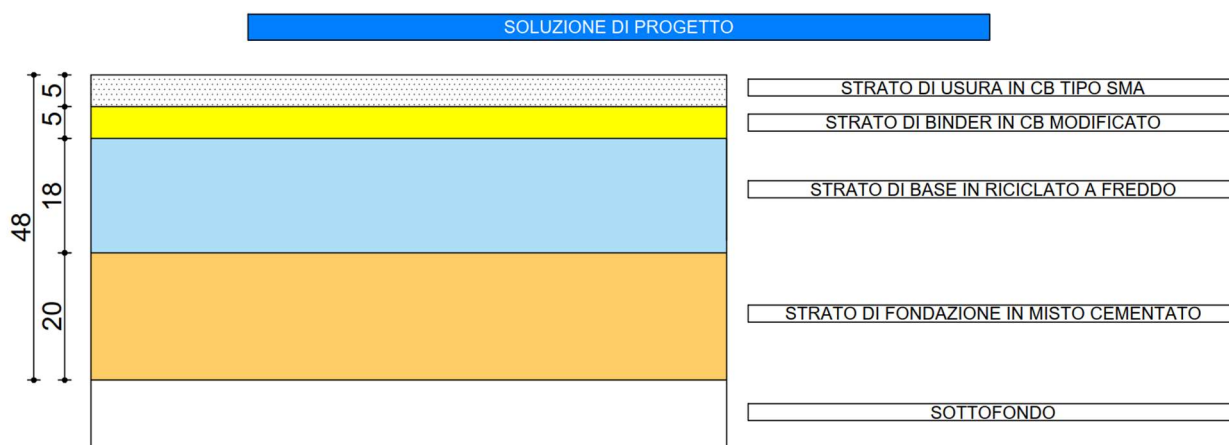 SOLUZIONE DI PROGETTO
5
STRATO DI USURA IN CB TIPO SMA
5
STRATO DI BINDER IN CB MODIFICATO
18
STRATO DI BASE IN RICICLATO A FREDDO
48
20
STRATO DI FONDAZIONE IN MISTO CEMENTATO
SOTTOFONDO